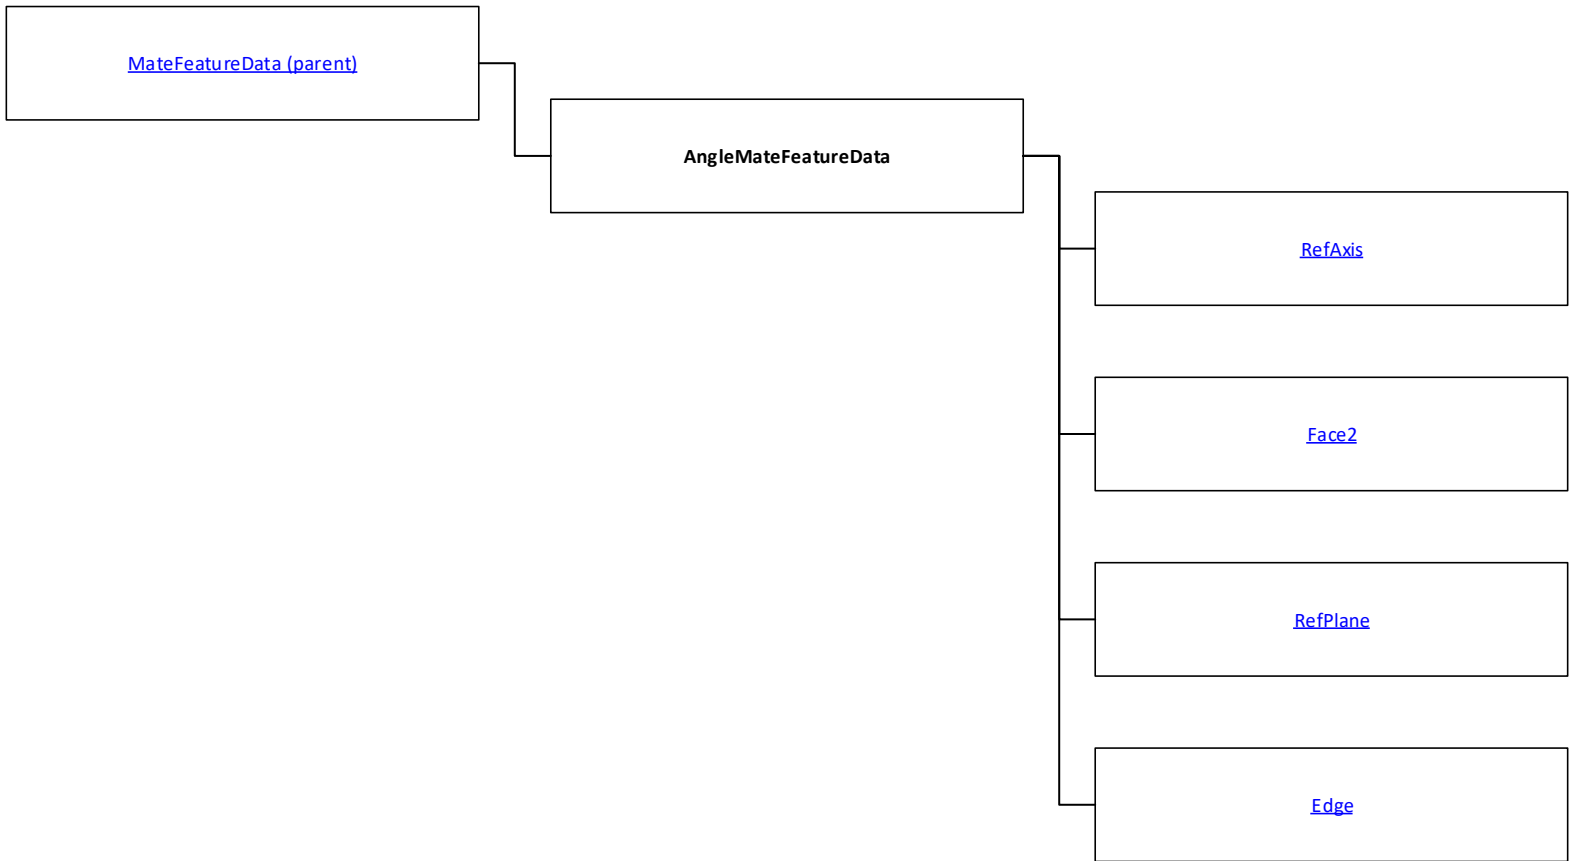 MateFeatureData (parent)
AngleMateFeatureData
RefAxis
Face2
RefPlane
Edge